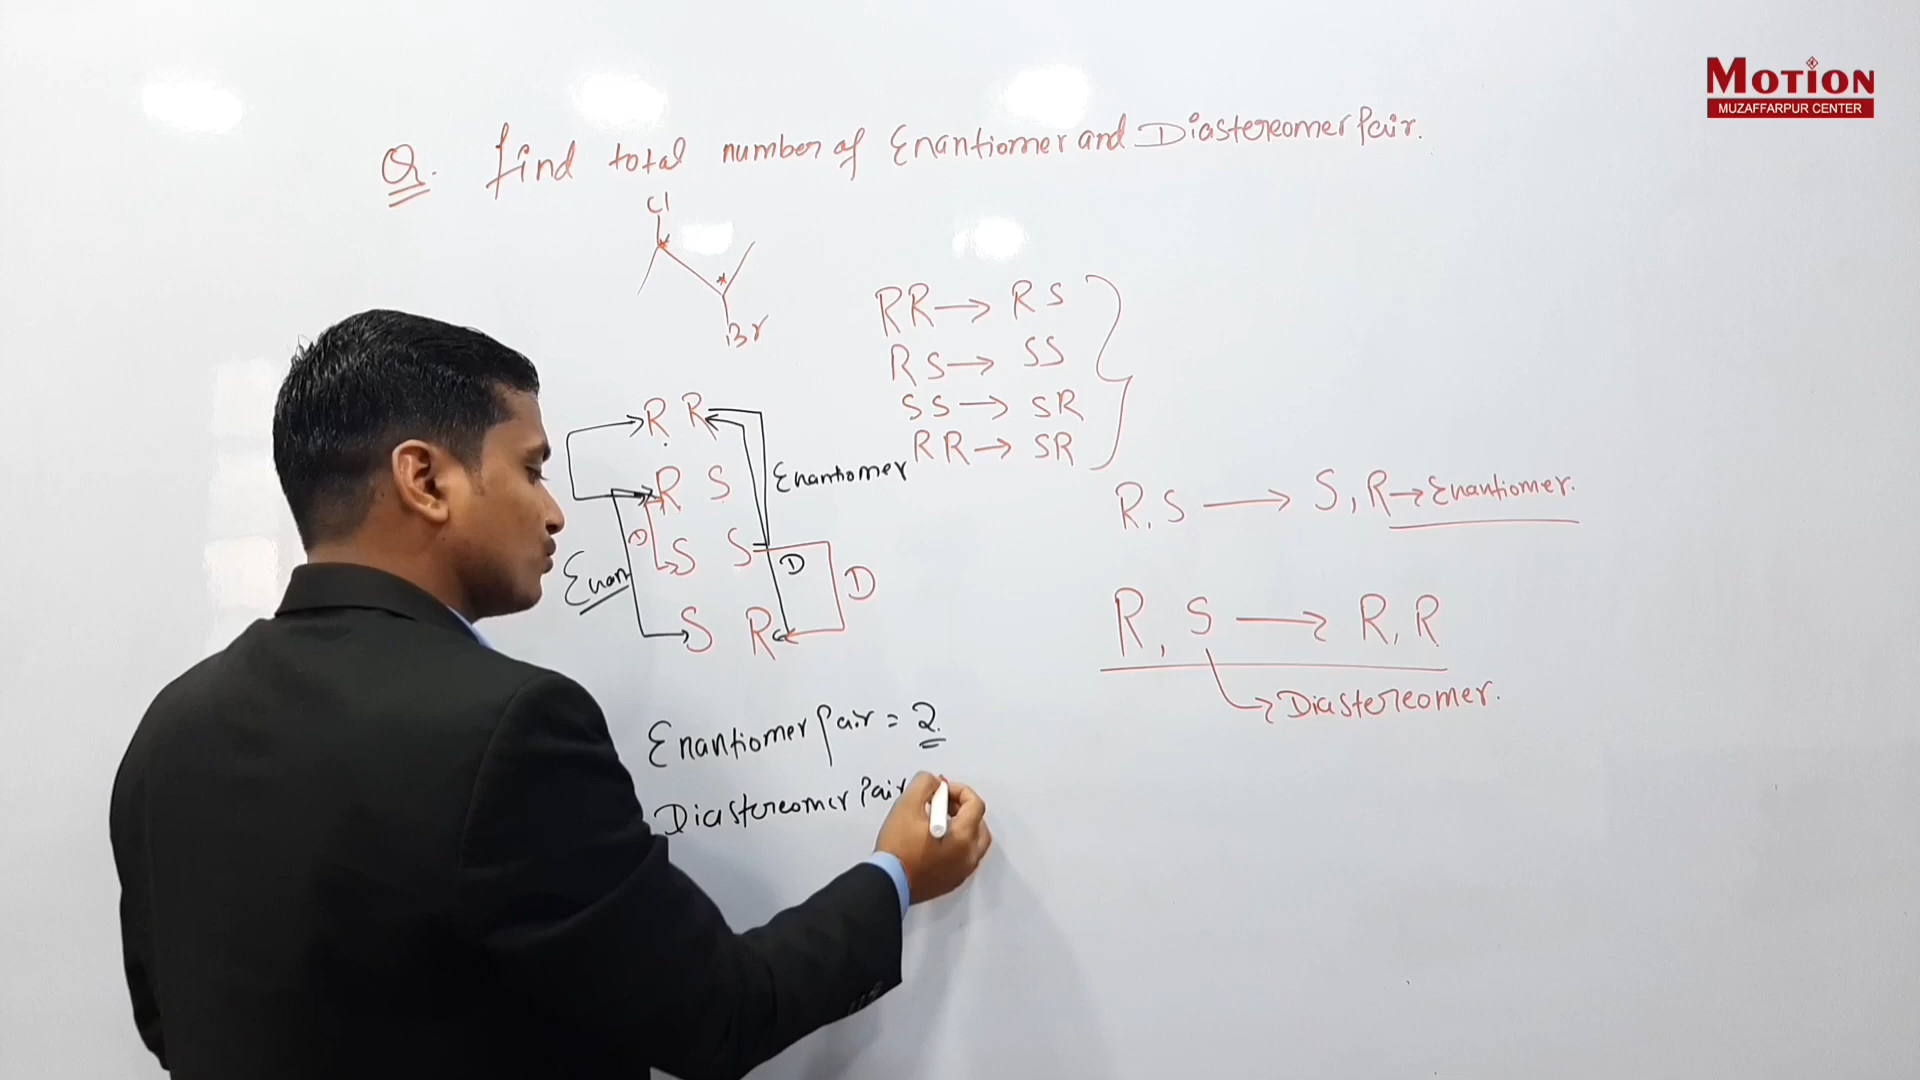 MOTION
MUZAFFARPUR CENTER
Q. find total number of Enantiomer and Diastereomer Pair.
Cl
*
*
Br
RR → RS
RS → SS
SS → SR
RR → SR
R R
R S
S S
S R
Enantiomer
D
D
D
Enan
R, S → S, R → Enantiomer.
R, S → R, R
→ Diastereomer.
Enantiomer Pair = 2.
Diastereomer Pair